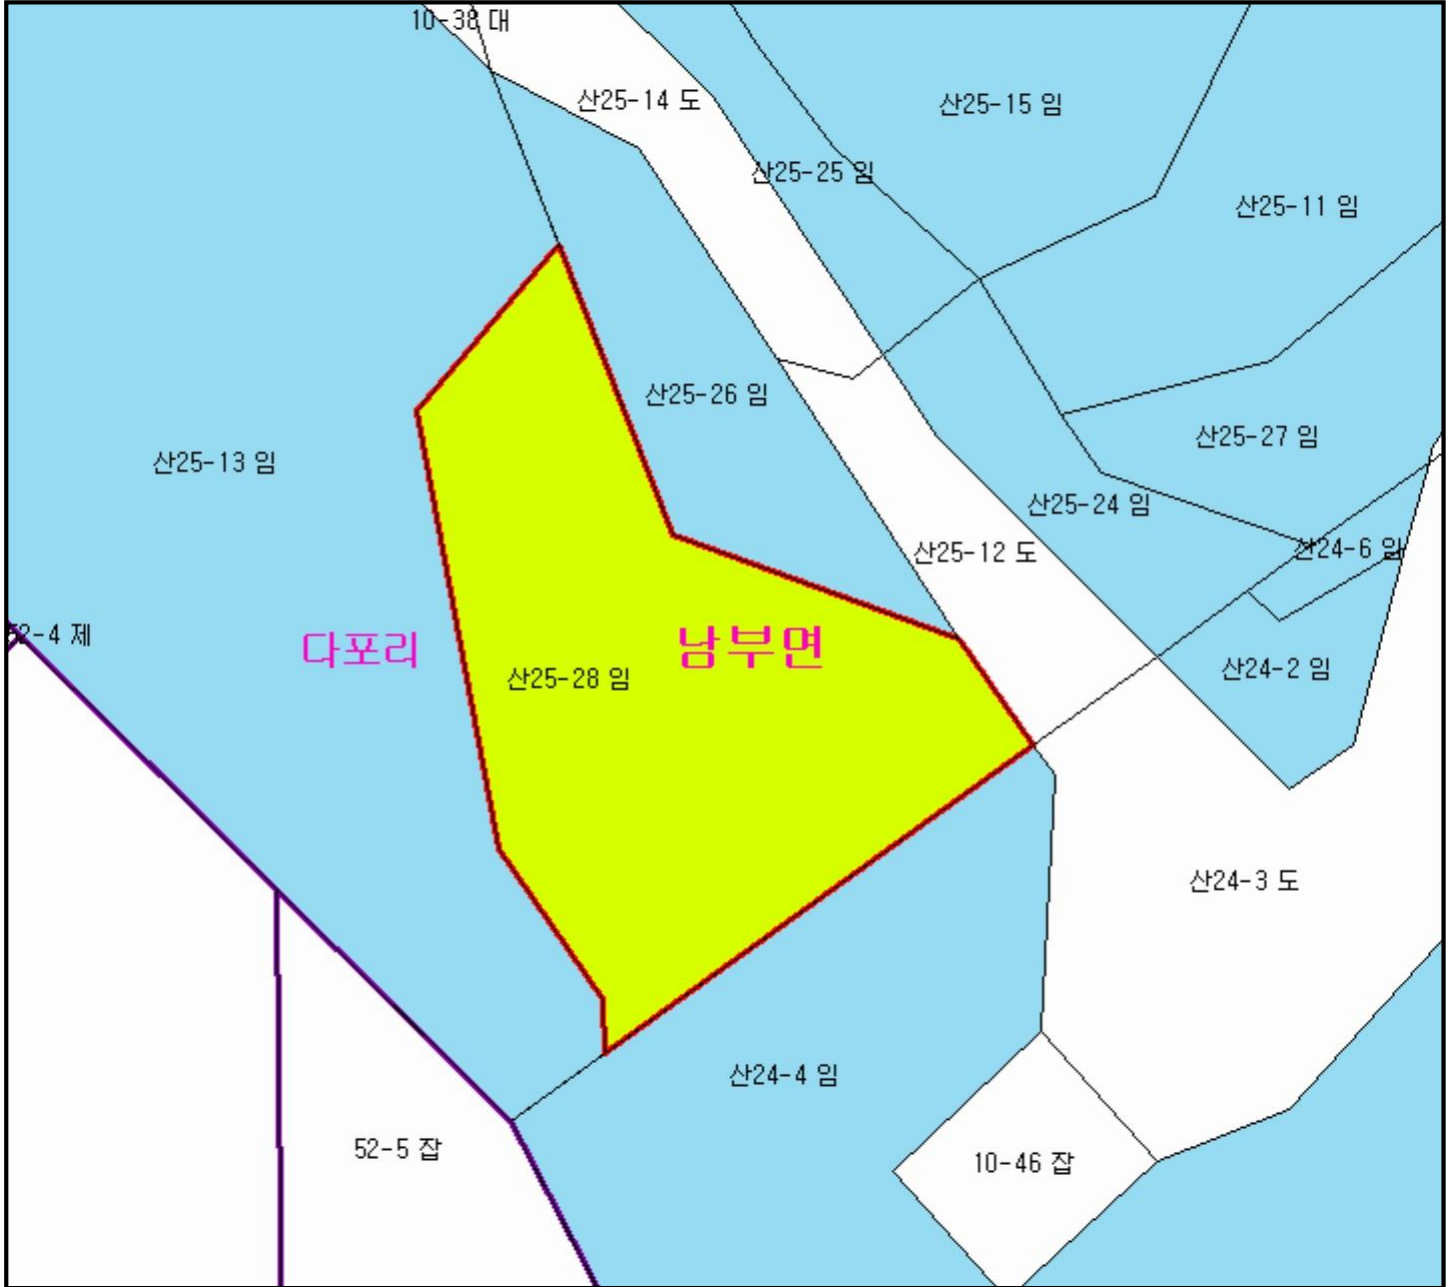 10-38 대
산25-14 도
산25-15 임
산25-25 임
산25-11 임
산25-26 임
산25-27 임
산25-13 임
산25-24 임
산25-12 도
산24-6 임
52-4 제
다포리
남부면
산24-2 임
산25-28 임
산24-3 도
산24-4 임
52-5 잡
10-46 잡